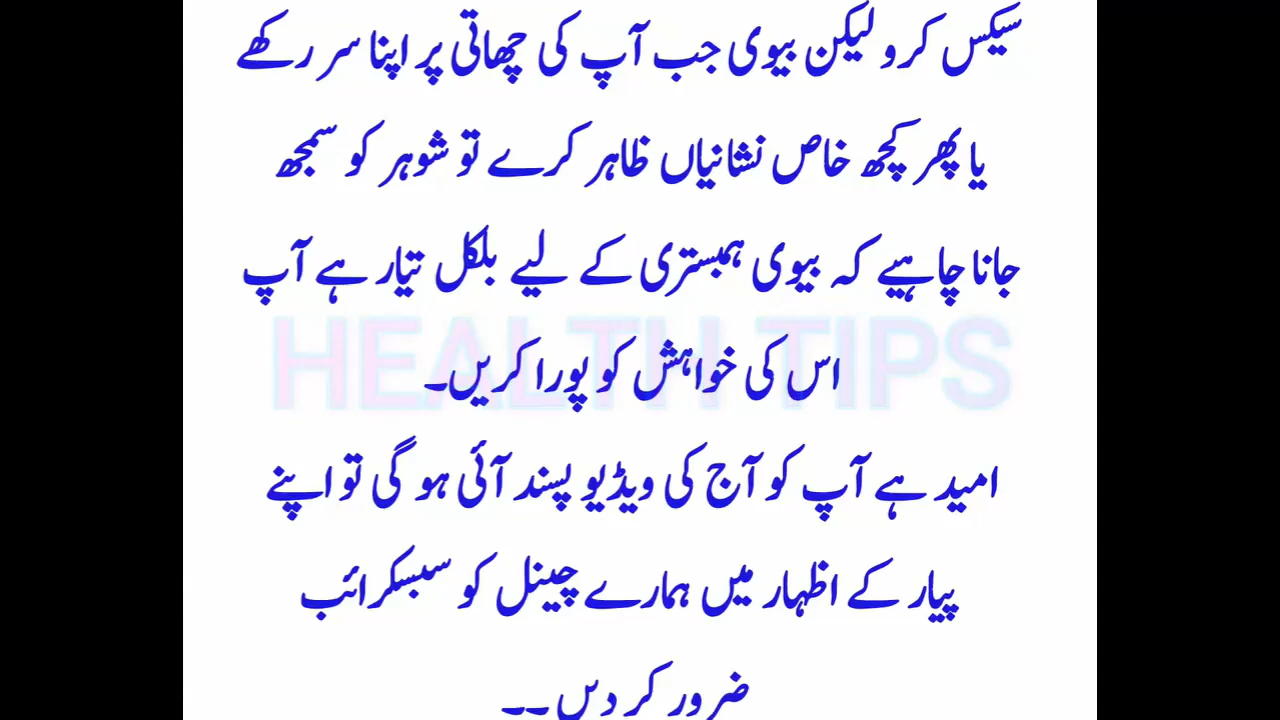 سیکس کرو لیکن بیوی جب آپ کی چھاتی پر اپنا سر رکھے
یا پھر کچھ خاص نشانیاں ظاہر کرے تو شوہر کو سمجھ
جانا چاہیے کہ بیوی ہمبستری کے لیے بلکل تیار ہے آپ
اس کی خواہش کو پورا کریں۔
HEALTH TIPS
امید ہے آپ کو آج کی ویڈیو پسند آئی ہو گی تو اپنے
پیار کے اظہار میں ہمارے چینل کو سبسکرائب
ضرور کر دیں ۔۔